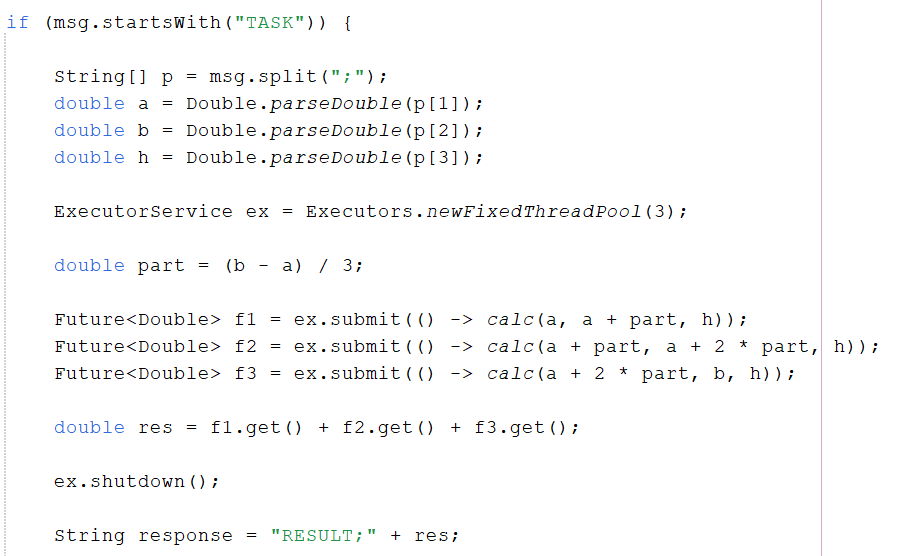 if (msg.startsWith("TASK")) {
String[] p = msg.split(";");
double a = Double.parseDouble(p[1]);
double b = Double.parseDouble(p[2]);
double h = Double.parseDouble(p[3]);
ExecutorService ex = Executors.newFixedThreadPool(3);
double part = (b - a) / 3;
Future<Double> f1 = ex.submit(() -> calc(a, a + part, h));
Future<Double> f2 = ex.submit(() -> calc(a + part, a + 2 * part, h));
Future<Double> f3 = ex.submit(() -> calc(a + 2 * part, b, h));
double res = f1.get() + f2.get() + f3.get();
ex.shutdown();
String response = "RESULT;" + res;